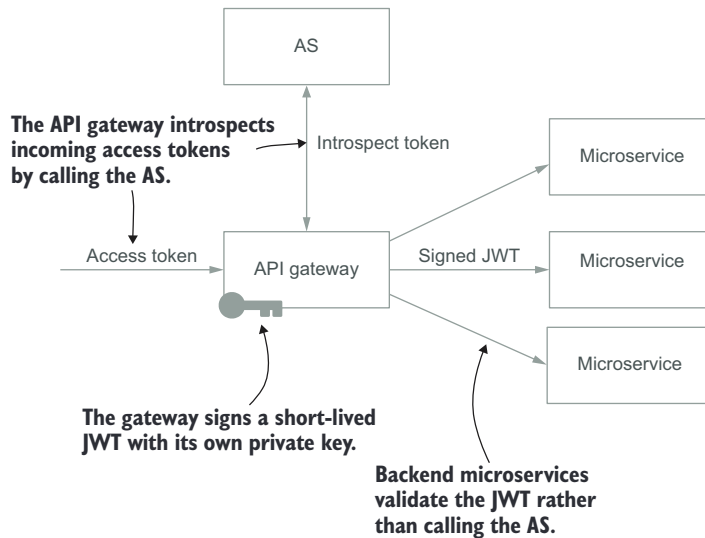 AS
The API gateway introspects
incoming access tokens
by calling the AS.
Introspect token
Microservice
Access token
API gateway
Signed JWT
Microservice
Microservice
The gateway signs a short-lived
JWT with its own private key.
Backend microservices
validate the JWT rather
than calling the AS.